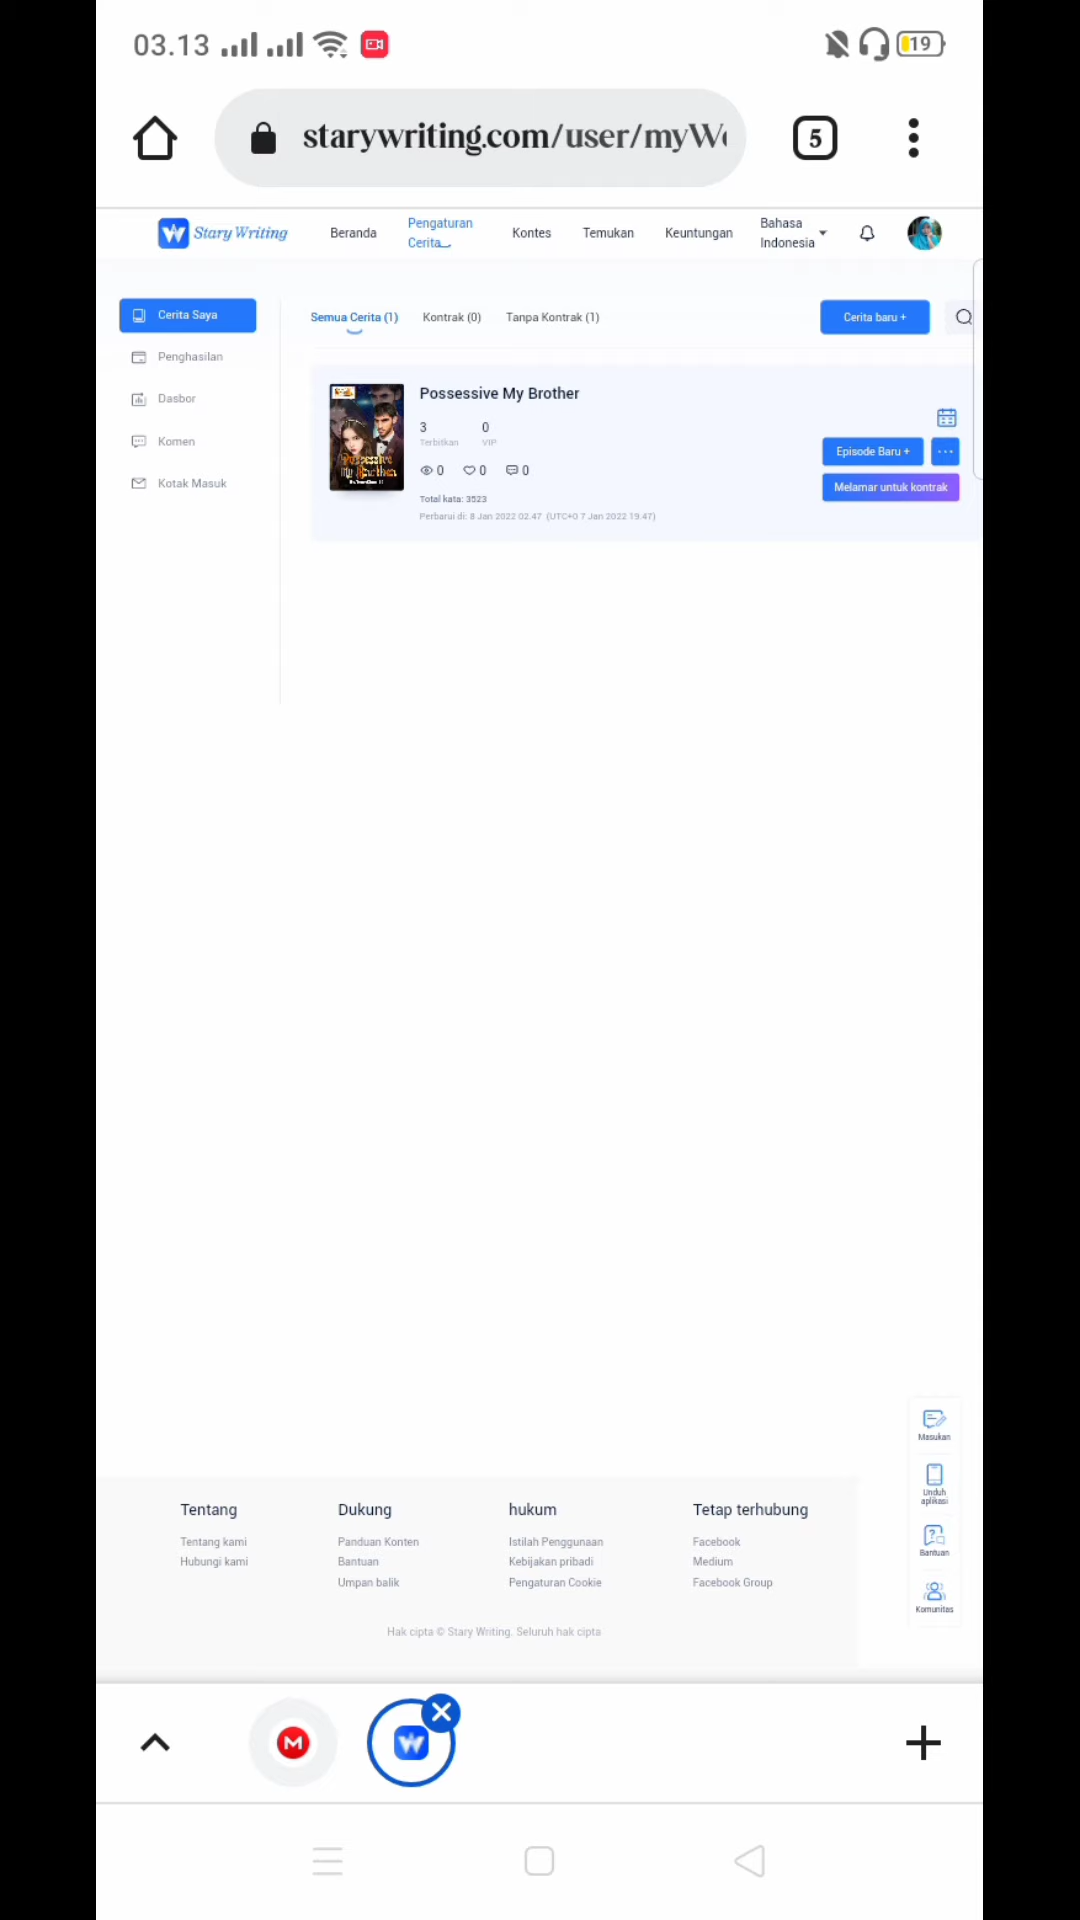 03.13
19
starywriting.com/user/myW
5
Stary Writing
Beranda
Pengaturan Cerita
Kontes
Temukan
Keuntungan
Bahasa Indonesia
Cerita Saya
Penghasilan
Dasbor
Komen
Kotak Masuk
Semua Cerita (1)
Kontrak (0)
Tanpa Kontrak (1)
Cerita baru +
Possessive My Brother
Possessive
My Brother
3
Terbitkan
0
VIP
0
0
0
Total kata: 3523
Perbarui di: 8 Jan 2022 02.47 (UTC+0 7 Jan 2022 19.47)
Episode Baru +
...
Melamar untuk kontrak
Masukan
Unduh
aplikasi
Bantuan
Komunitas
Tentang
Tentang kami
Hubungi kami
Dukung
Panduan Konten
Bantuan
Umpan balik
hukum
Istilah Penggunaan
Kebijakan pribadi
Pengaturan Cookie
Tetap terhubung
Facebook
Medium
Facebook Group
Hak cipta © Stary Writing. Seluruh hak cipta